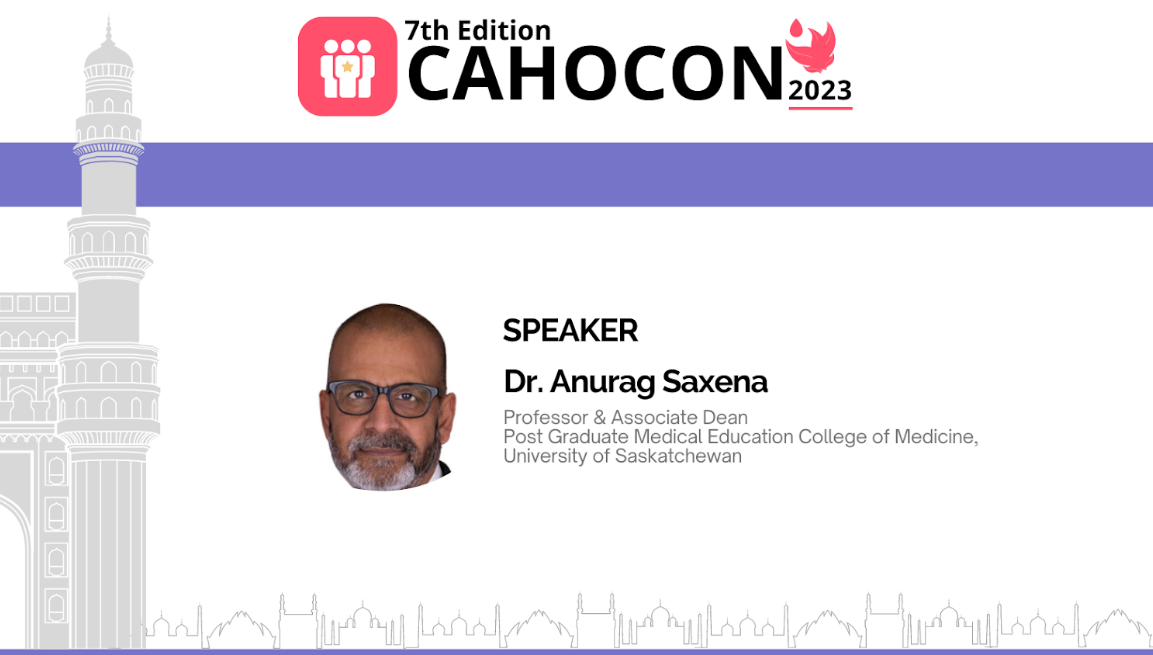 7th Edition
CAHOCON
2023
SPEAKER
Dr. Anurag Saxena
Professor & Associate Dean
Post Graduate Medical Education College of Medicine,
University of Saskatchewan